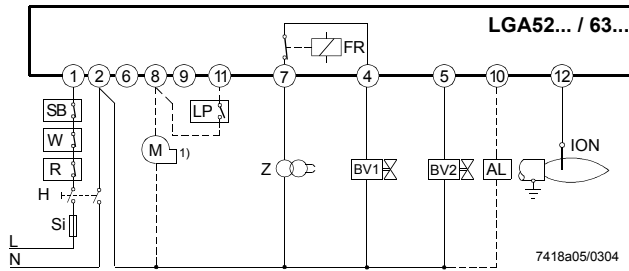 LGA52... / 63...
FR
1 2 6 8 9 11 7 4 5 10 12
SB
LP
W
M 1)
ION
R
Z
BV1
BV2
AL
H
Si
L
N
7418a05/0304